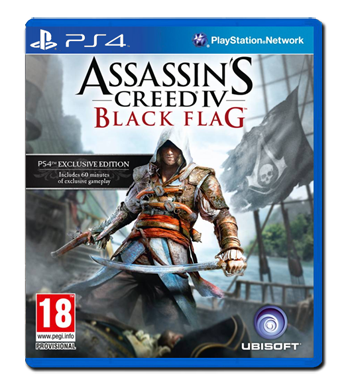 PS4
PlayStation®Network
ASSASSIN'S
CREED IV
BLACK FLAG
PS4™ EXCLUSIVE EDITION
Includes 60 minutes
of exclusive gameplay
18
www.pegi.info
PROVISIONAL
UBISOFT